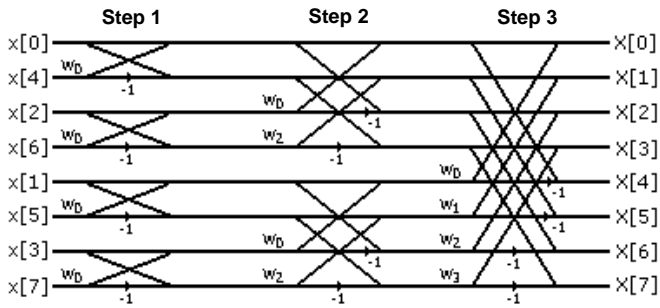 Step 1 Step 2 Step 3
x[0] X[0]
x[4] w0 -1 X[1]
x[2] w0 -1 X[2]
x[6] w0 -1 w2 -1 X[3]
x[1] w0 -1 X[4]
x[5] w0 -1 w1 -1 X[5]
x[3] w0 -1 w2 -1 X[6]
x[7] w0 -1 w2 -1 w3 -1 X[7]